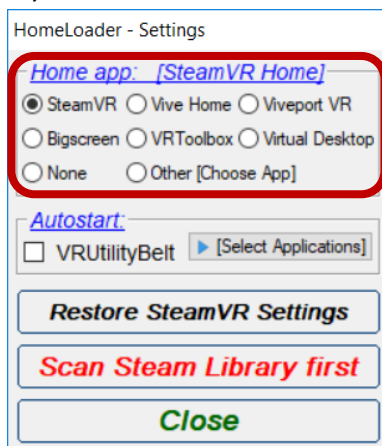 HomeLoader - Settings
Home app: [SteamVR Home]
SteamVR Vive Home Viveport VR
Bigscreen VRToolbox Virtual Desktop
None Other [Choose App]
Autostart:
VRUtilityBelt [Select Applications]
Restore SteamVR Settings
Scan Steam Library first
Close